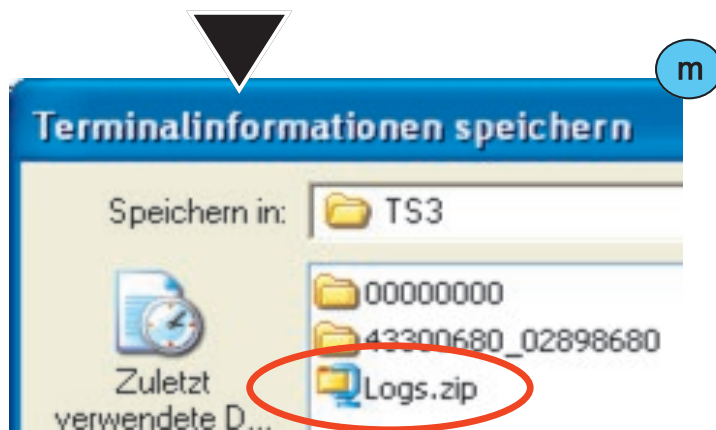 m
Terminalinformationen speichern
Speichern in: TS3
00000000
43300680_02898680
Logs.zip
Zuletzt
verwendete D...